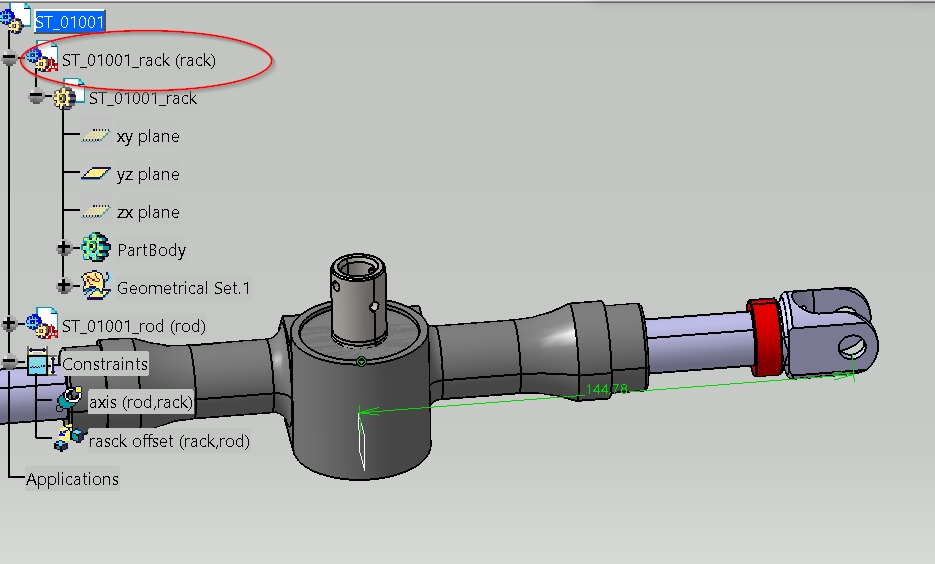 ST_01001
ST_01001_rack (rack)
ST_01001_rack
xy plane
yz plane
zx plane
PartBody
Geometrical Set.1
ST_01001_rod (rod)
Constraints
axis (rod,rack)
rasck offset (rack,rod)
Applications
144.78